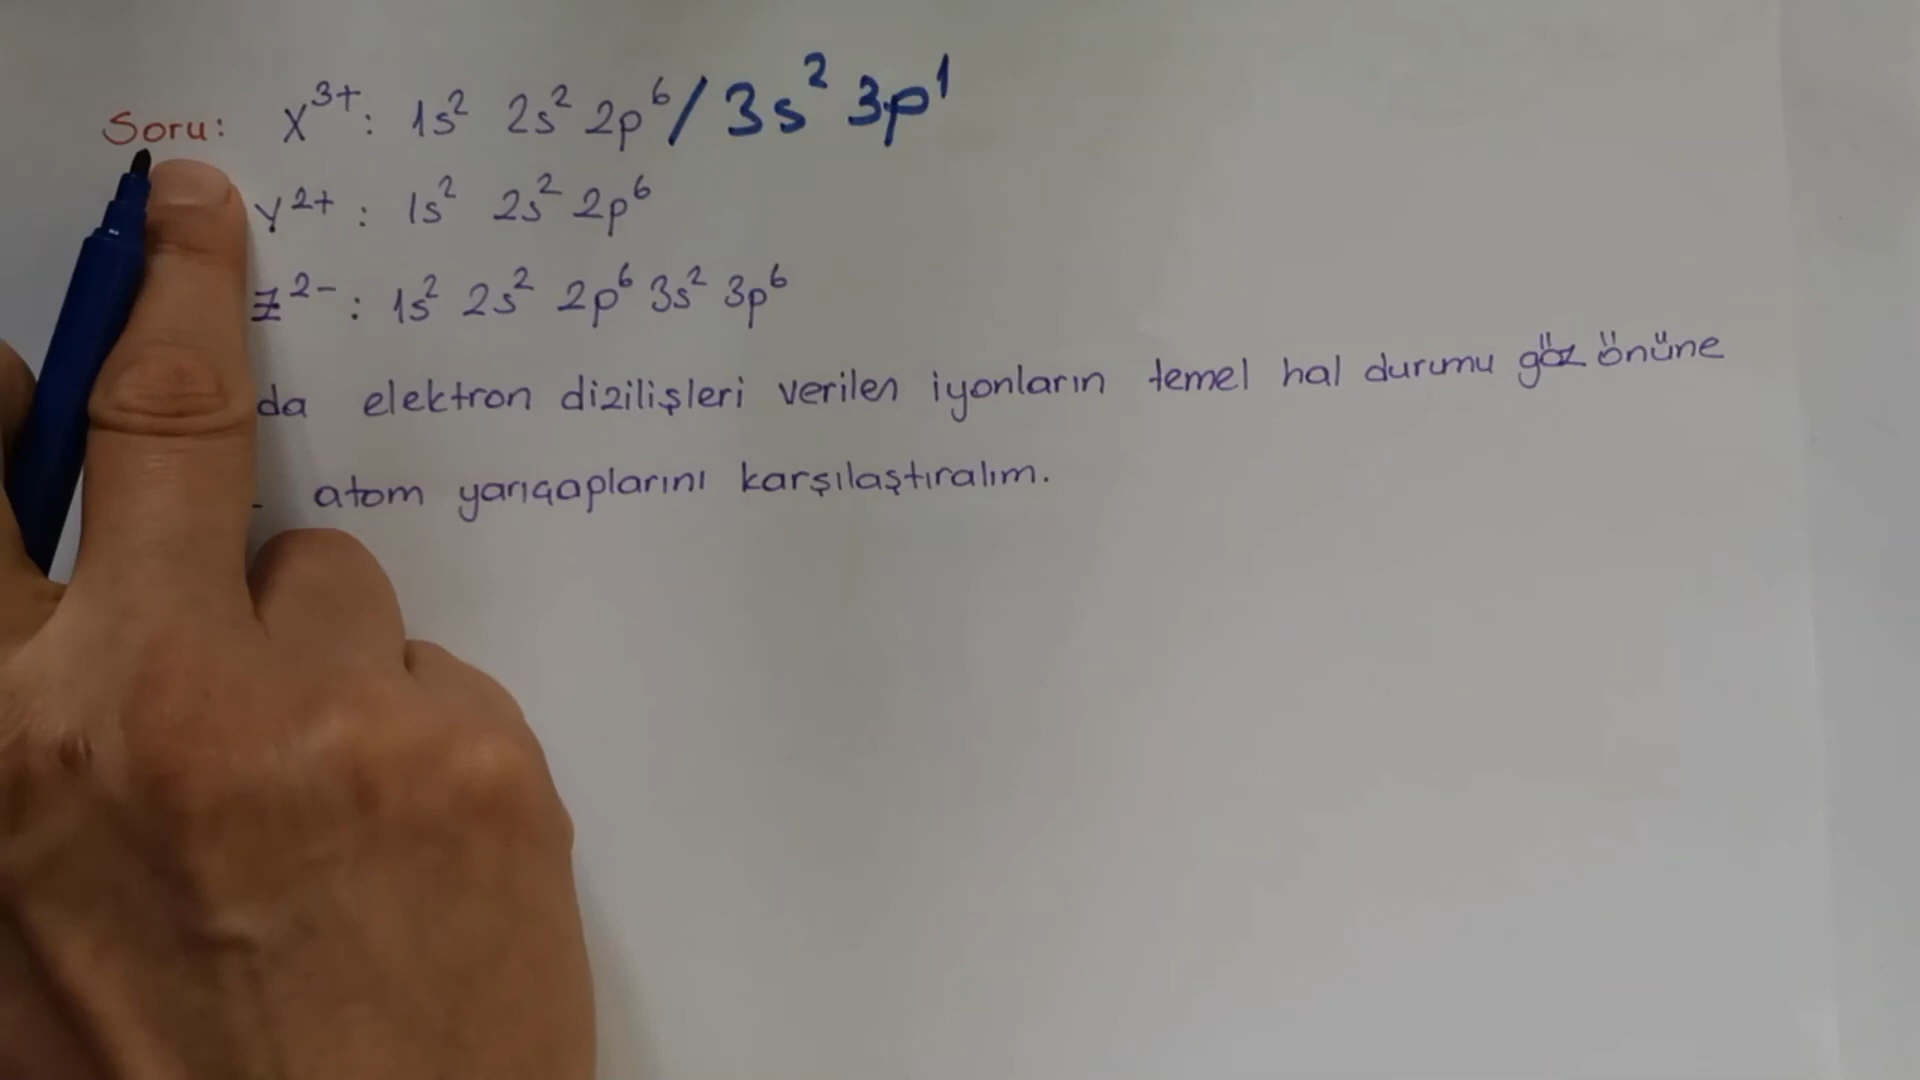 Soru: X³⁺: 1s² 2s² 2p⁶/3s² 3p¹
Y²⁺: 1s² 2s² 2p⁶
Z²⁻: 1s² 2s² 2p⁶ 3s² 3p⁶
da elektron dizilişleri verilen iyonların temel hal durumu göz önüne
atom yarıçaplarını karşılaştıralım.